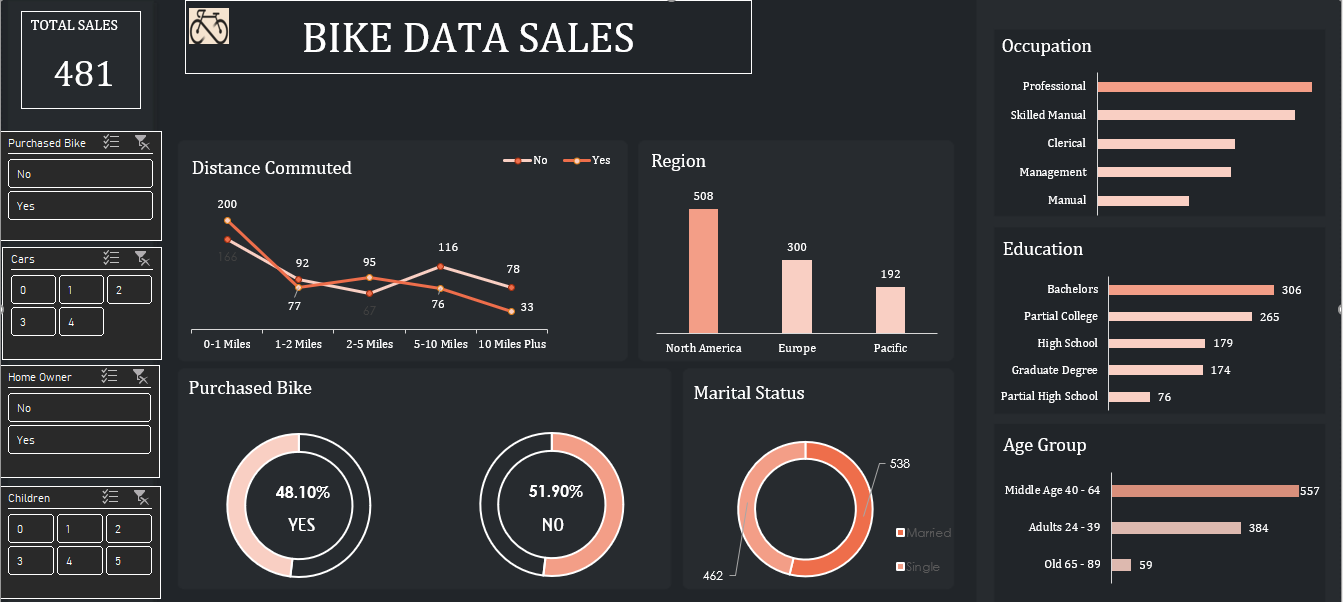 TOTAL SALES
481
BIKE DATA SALES
Purchased Bike
No
Yes
Cars
0 1 2
3 4
Home Owner
No
Yes
Children
0 1 2
3 4 5
Distance Commuted
No Yes
200
166
92
77
95
67
116
76
78
33
0-1 Miles 1-2 Miles 2-5 Miles 5-10 Miles 10 Miles Plus
Region
508
300
192
North America Europe Pacific
Purchased Bike
48.10%
YES
51.90%
NO
Marital Status
538
462
Married
Single
Occupation
Professional
Skilled Manual
Clerical
Management
Manual
Education
Bachelors 306
Partial College 265
High School 179
Graduate Degree 174
Partial High School 76
Age Group
Middle Age 40 - 64 557
Adults 24 - 39 384
Old 65 - 89 59